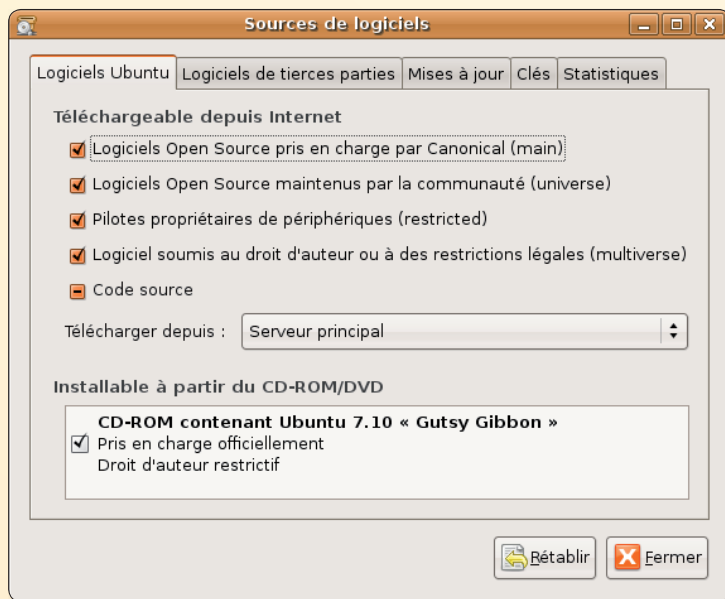 Sources de logiciels
Logiciels Ubuntu
Logiciels de tierces parties
Mises à jour
Clés
Statistiques
Téléchargeable depuis Internet
Logiciels Open Source pris en charge par Canonical (main)
Logiciels Open Source maintenus par la communauté (universe)
Pilotes propriétaires de périphériques (restricted)
Logiciel soumis au droit d'auteur ou à des restrictions légales (multiverse)
Code source
Télécharger depuis :
Serveur principal
Installable à partir du CD-ROM/DVD
CD-ROM contenant Ubuntu 7.10 « Gutsy Gibbon »
Pris en charge officiellement
Droit d'auteur restrictif
Rétablir
Fermer